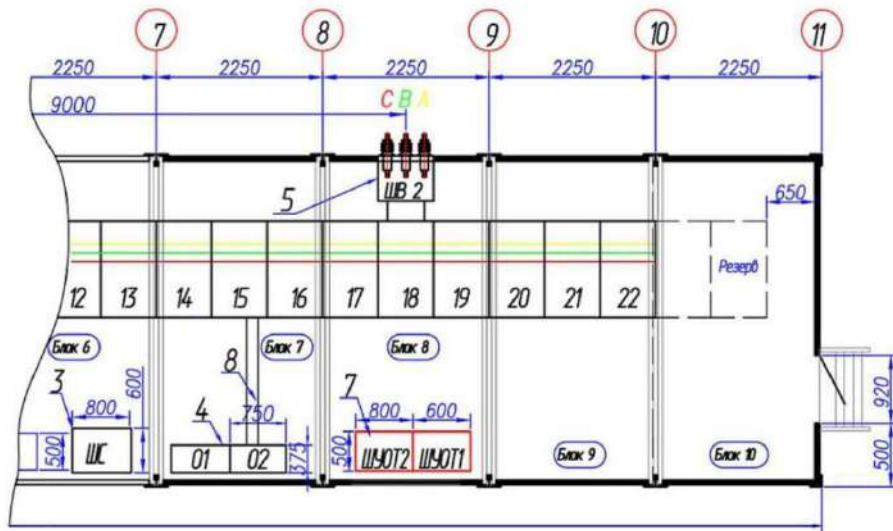 7 8 9 10 11
2250 2250 2250 2250 2250
9000
С В А
5
ШВ 2
650
Резерв
12 13 14 15 16 17 18 19 20 21 22
Блок 6
Блок 7
Блок 8
3
800
600
500
ШС
8
4
750
01 02
375
7
800 600
500
ШУОТ2 ШУОТ1
Блок 9
Блок 10
920
500